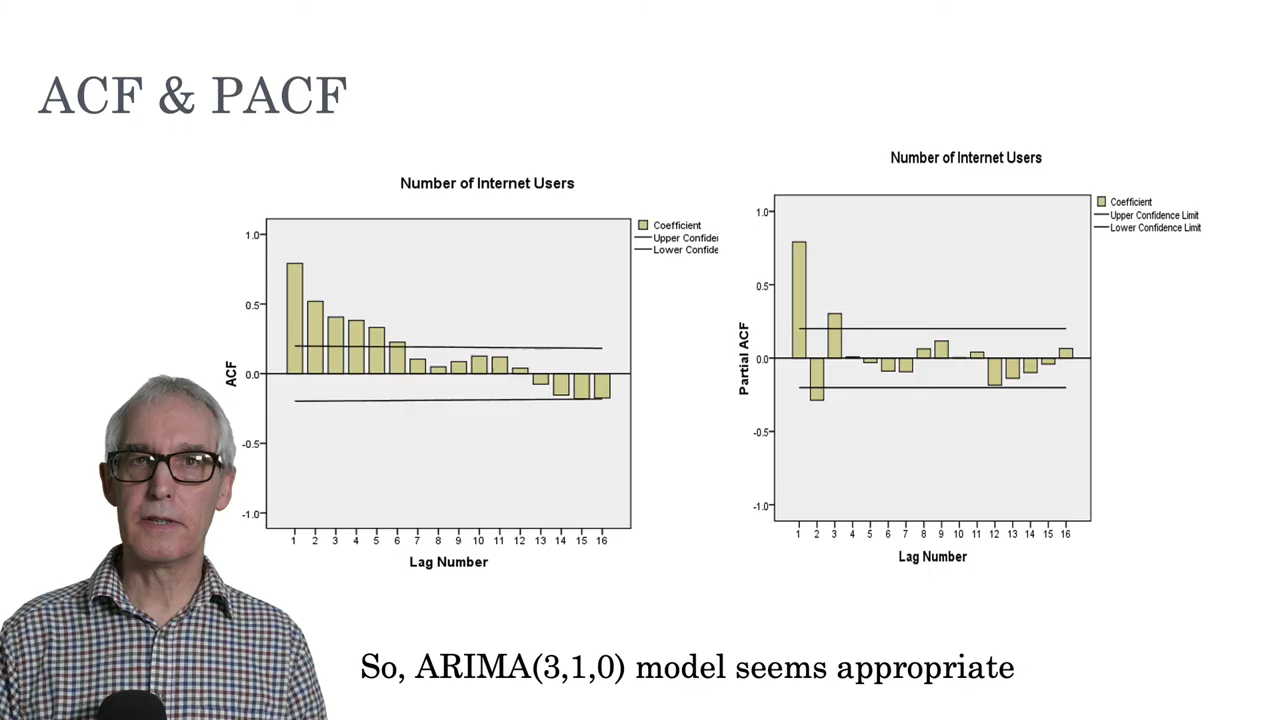 ACF & PACF
Number of Internet Users
1.0
0.5
0.0
-0.5
-1.0
ACF
1 2 3 4 5 6 7 8 9 10 11 12 13 14 15 16
Lag Number
Coefficient
Upper Confider
Lower Confide
Number of Internet Users
1.0
0.5
0.0
-0.5
-1.0
Partial ACF
1 2 3 4 5 6 7 8 9 10 11 12 13 14 15 16
Lag Number
Coefficient
Upper Confidence Limit
Lower Confidence Limit
So, ARIMA(3,1,0) model seems appropriate